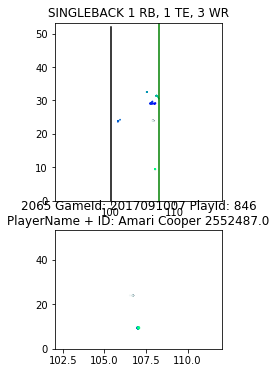 SINGLEBACK 1 RB, 1 TE, 3 WR
50
40
30
20
10
0
100 110
2065 GameId: 2017091007 PlayId: 846
PlayerName + ID: Amari Cooper 2552487.0
40
20
0
102.5 105.0 107.5 110.0